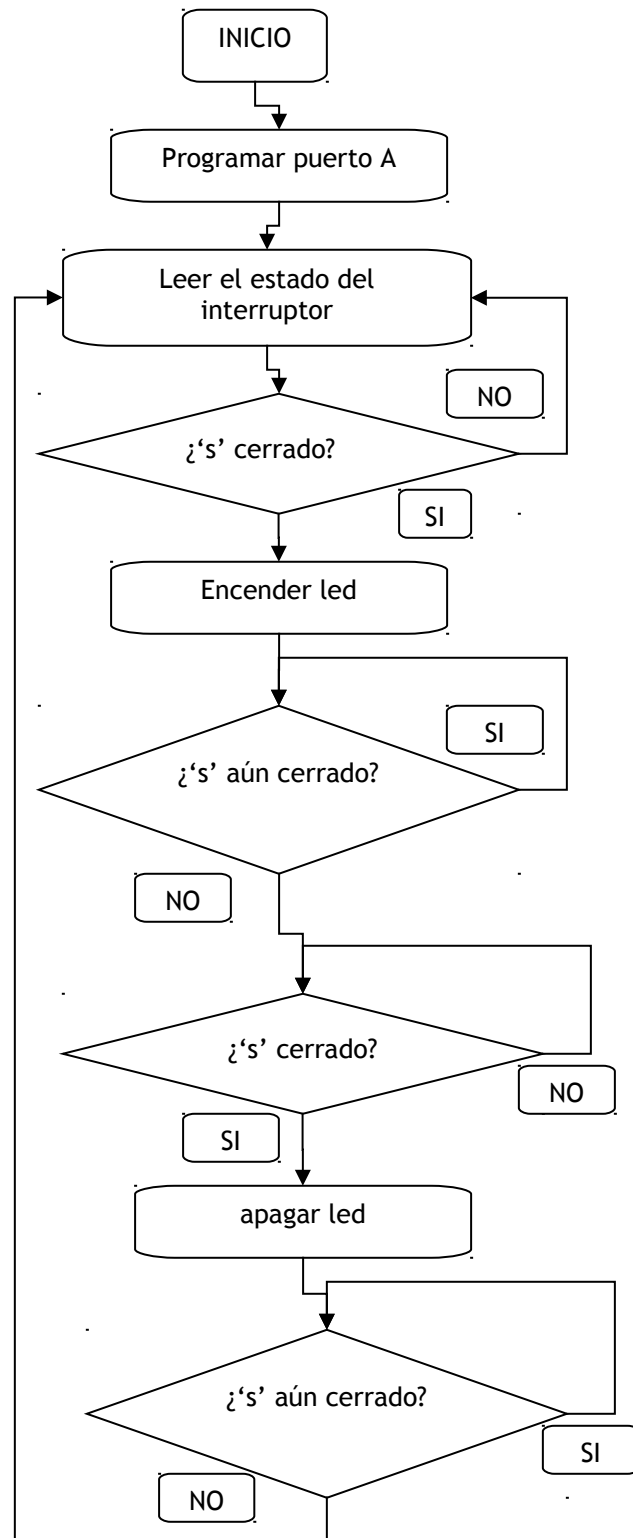 INICIO
Programar puerto A
Leer el estado del
interruptor
NO
¿‘s’ cerrado?
SI
Encender led
SI
¿‘s’ aún cerrado?
NO
¿‘s’ cerrado?
NO
SI
apagar led
¿‘s’ aún cerrado?
SI
NO